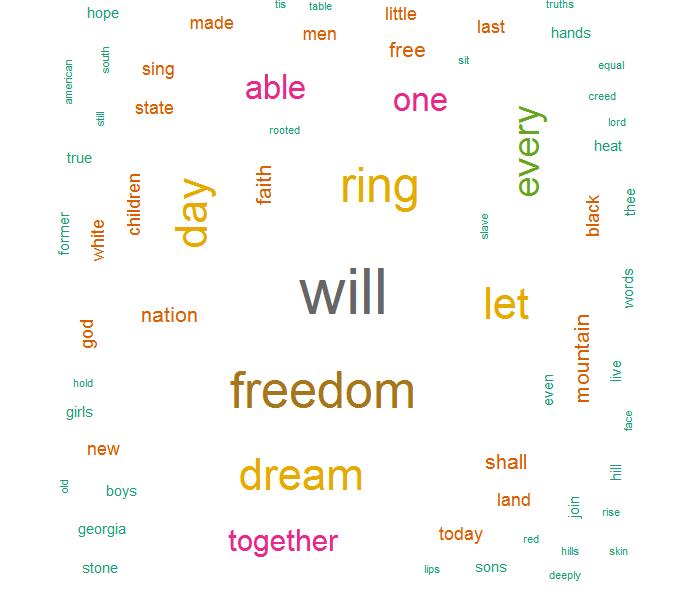 tis
table
truths
hope
little
made
last
men
hands
free
south
sit
sing
equal
american
able
one
creed
state
still
lord
rooted
every
heat
true
ring
faith
children
day
thee
black
slave
former
white
will
words
let
nation
god
mountain
live
hold
freedom
even
girls
face
new
shall
dream
hill
old
boys
land
join
rise
georgia
today
together
red
hills
skin
stone
lips
sons
deeply